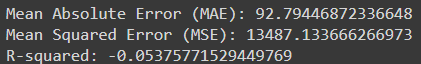 Mean Absolute Error (MAE): 92.79446872336648
Mean Squared Error (MSE): 13487.133666266973
R-squared: -0.05375771529449769